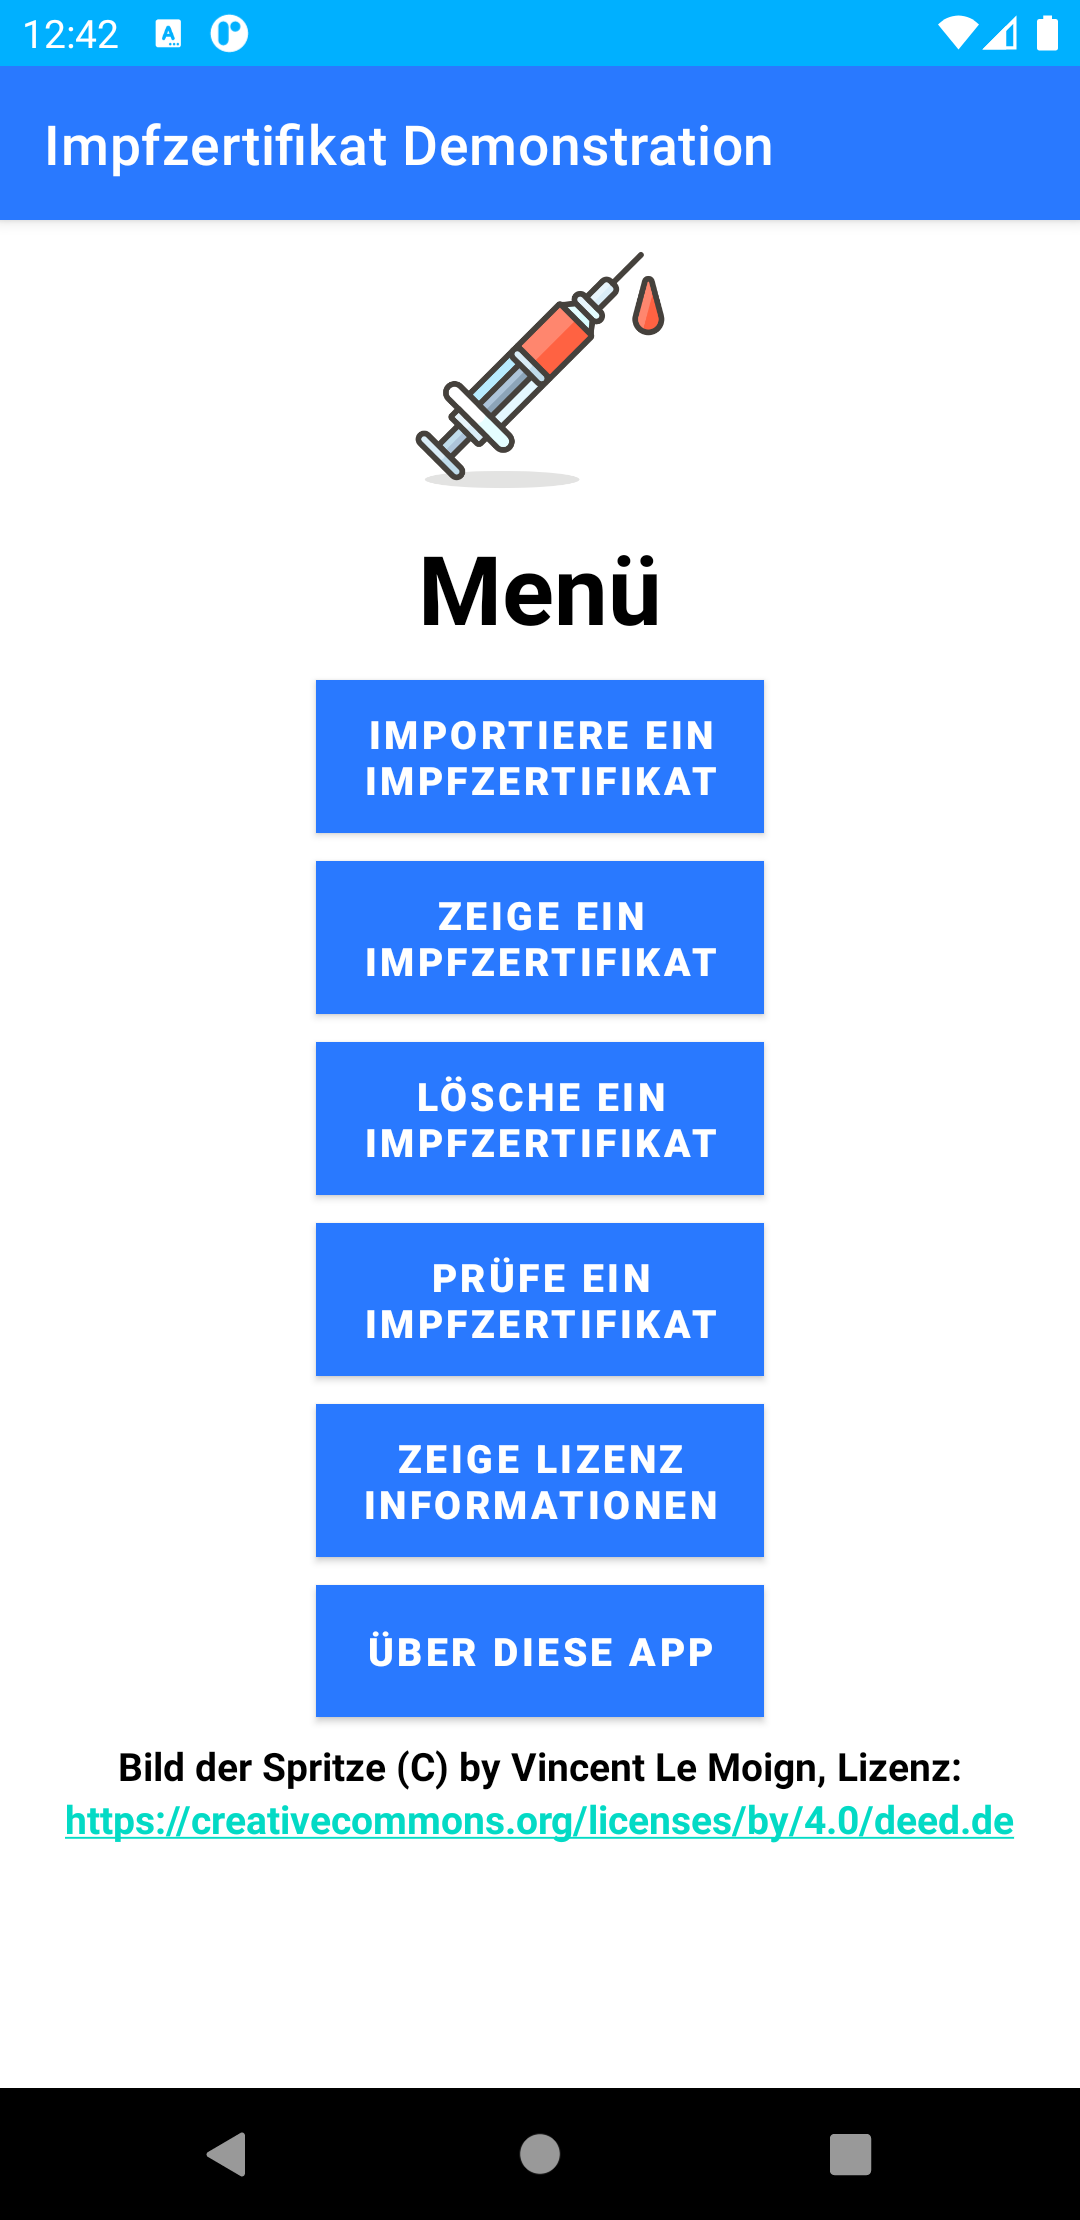 12:42
Impfzertifikat Demonstration
Menü
IMPORTIERE EIN
IMPFZERTIFIKAT
ZEIGE EIN
IMPFZERTIFIKAT
LÖSCHE EIN
IMPFZERTIFIKAT
PRÜFE EIN
IMPFZERTIFIKAT
ZEIGE LIZENZ
INFORMATIONEN
ÜBER DIESE APP
Bild der Spritze (C) by Vincent Le Moign, Lizenz:
https://creativecommons.org/licenses/by/4.0/deed.de